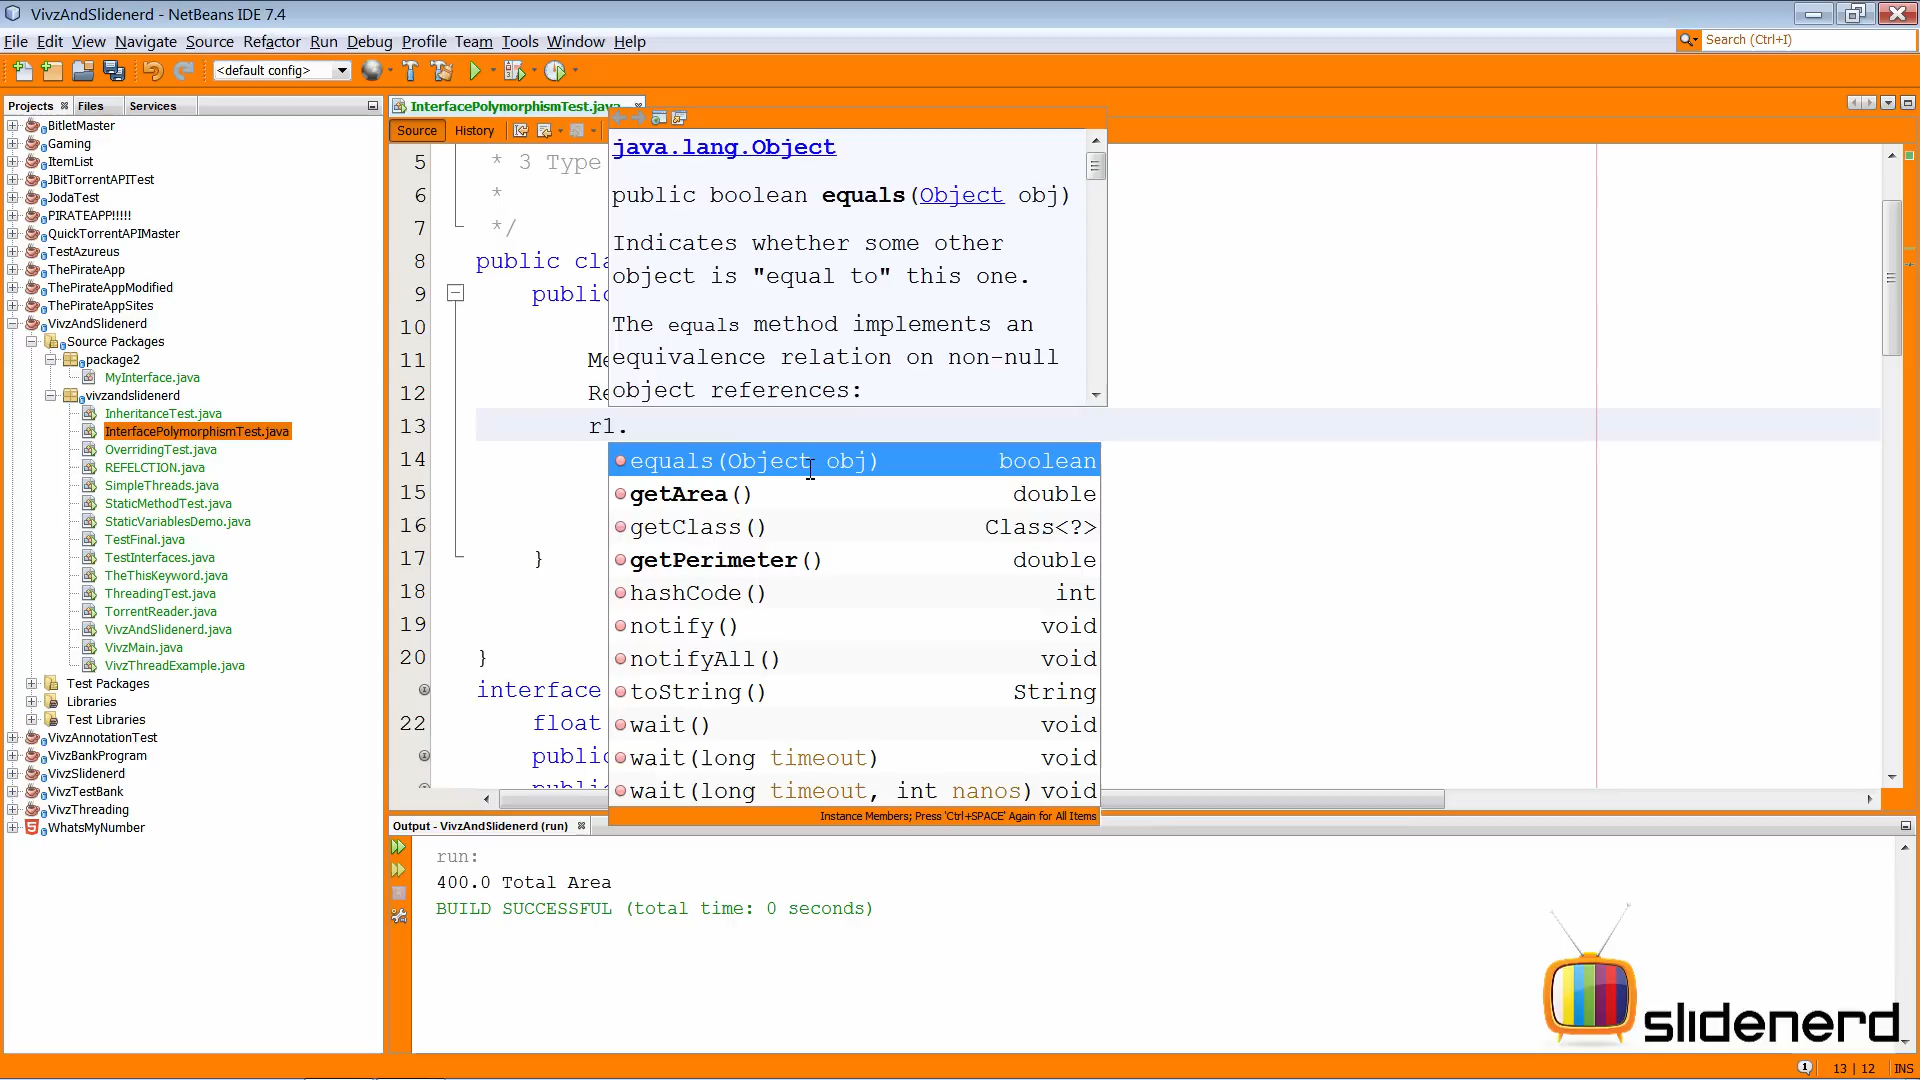 VivzAndSlidenerd - NetBeans IDE 7.4
File Edit View Navigate Source Refactor Run Debug Profile Team Tools Window Help
Search (Ctrl+I)
<default config>
Projects Files Services
BitletMaster
Gaming
ItemList
JBitTorrentAPITest
JodaTest
PIRATEAPP!!!!!
QuickTorrentAPIMaster
TestAzureus
ThePirateApp
ThePirateAppModified
ThePirateAppSites
VivzAndSlidenerd
Source Packages
package2
MyInterface.java
vivzandslidenerd
InheritanceTest.java
InterfacePolymorphismTest.java
OverridingTest.java
REFELCTION.java
SimpleThreads.java
StaticMethodTest.java
StaticVariablesDemo.java
TestFinal.java
TestInterfaces.java
TheThisKeyword.java
ThreadingTest.java
TorrentReader.java
VivzAndSlidenerd.java
VivzMain.java
VivzThreadExample.java
Test Packages
Libraries
Test Libraries
VivzAnnotationTest
VivzBankProgram
VivzSlidenerd
VivzTestBank
VivzThreading
WhatsMyNumber
InterfacePolymorphismTest.java
Source History
5 * 3 Type
6 *
7 */
8 public cla
9 public
10
11 Me
12 Re
13 r1.
14
15
16
17 }
18
19
20 }
interface
22 float
public
public
java.lang.Object
public boolean equals(Object obj)
Indicates whether some other
object is "equal to" this one.
The equals method implements an
equivalence relation on non-null
object references:
equals(Object obj) boolean
getArea() double
getClass() Class<?>
getPerimeter() double
hashCode() int
notify() void
notifyAll() void
toString() String
wait() void
wait(long timeout) void
wait(long timeout, int nanos) void
Instance Members; Press 'Ctrl+SPACE' Again for All Items
Output - VivzAndSlidenerd (run)
run:
400.0 Total Area
BUILD SUCCESSFUL (total time: 0 seconds)
slidenerd
13 | 12 INS